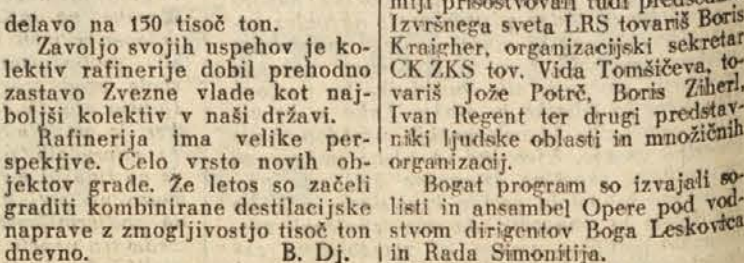 delavo na 150 tisoč ton.
Zavoljo svojih uspehov je ko-
lektiv rafinerije dobil prehodno
zastavo Zvezne vlade kot naj-
boljši kolektiv v naši državi.
Rafinerija ima velike per-
spektive. Celo vrsto novih ob-
jektov grade. Že letos so začeli
graditi kombinirane destilacijske
naprave z zmogljivostjo tisoč ton
dnevno. B. Dj.
prisostvovali tudi
Izvršnega sveta LRS tovariš Boris
Kraigher, organizacijski sekretar
CK ZKS tov. Vida Tomšičeva, to-
variš Jože Potrč, Boris Ziherl,
Ivan Regent ter drugi predstav-
niki ljudske oblasti in množičnih
organizacij.
Bogat program so izvajali so-
listi in ansambel Opere pod vod-
stvom dirigentov Boga Leskovica
in Rada Simonitija.